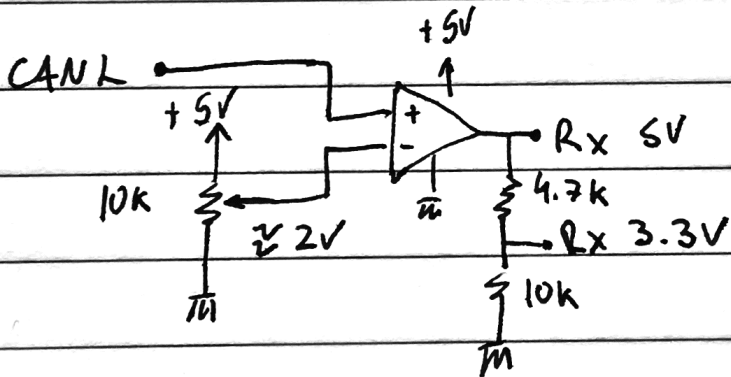 +5V
CANL
+5V
+
-
Rx 5V
10k
≈ 2V
4.7k
Rx 3.3V
10k